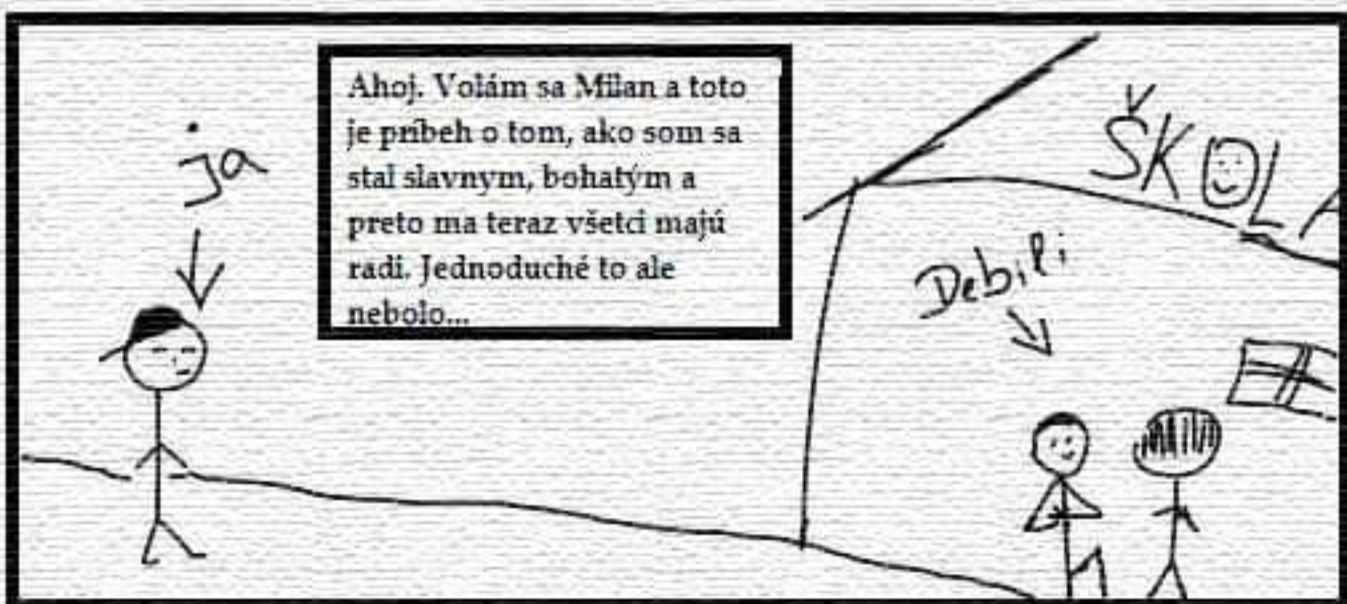 ja
Ahoj. Volám sa Milan a toto
je príbeh o tom, ako som sa
stal slavnym, bohatým a
preto ma teraz všetci majú
radi. Jednoduché to ale
nebolo...
ŠKOLA
Debili